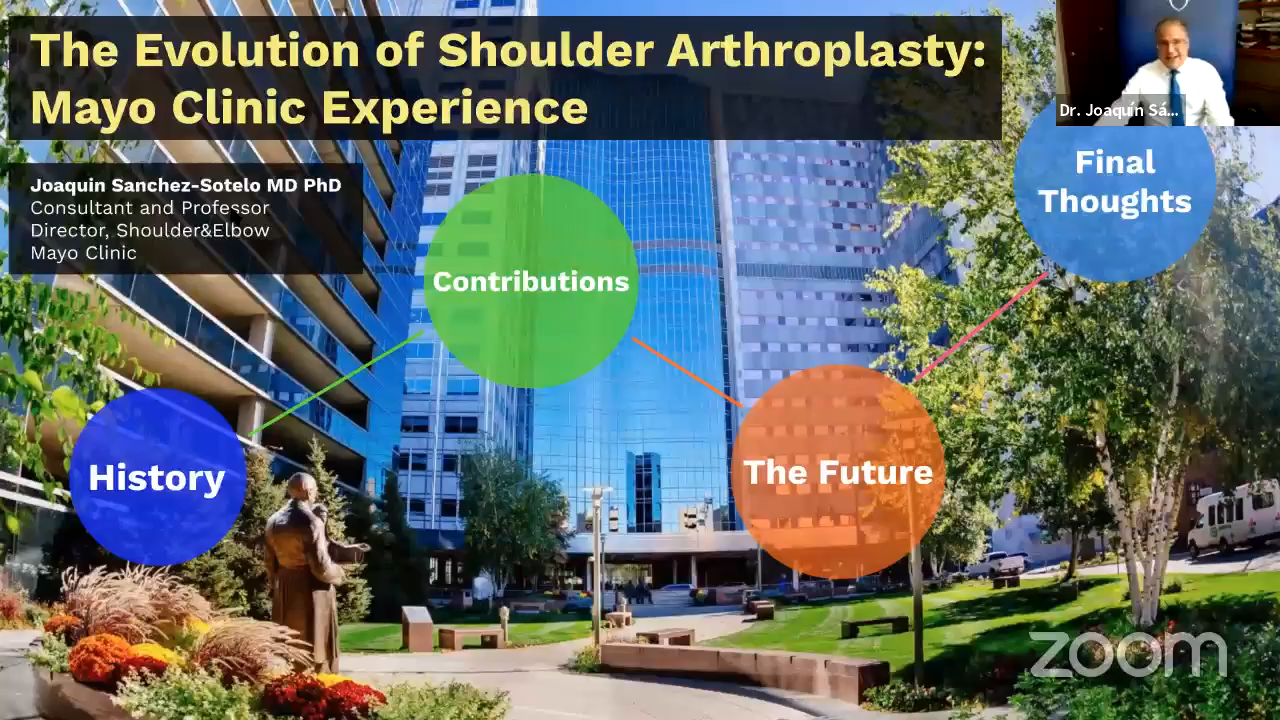 The Evolution of Shoulder Arthroplasty:
Mayo Clinic Experience
Dr. Joaquín Sá...
Joaquin Sanchez-Sotelo MD PhD
Consultant and Professor
Director, Shoulder&Elbow
Mayo Clinic
Final
Thoughts
Contributions
History
The Future
zoom